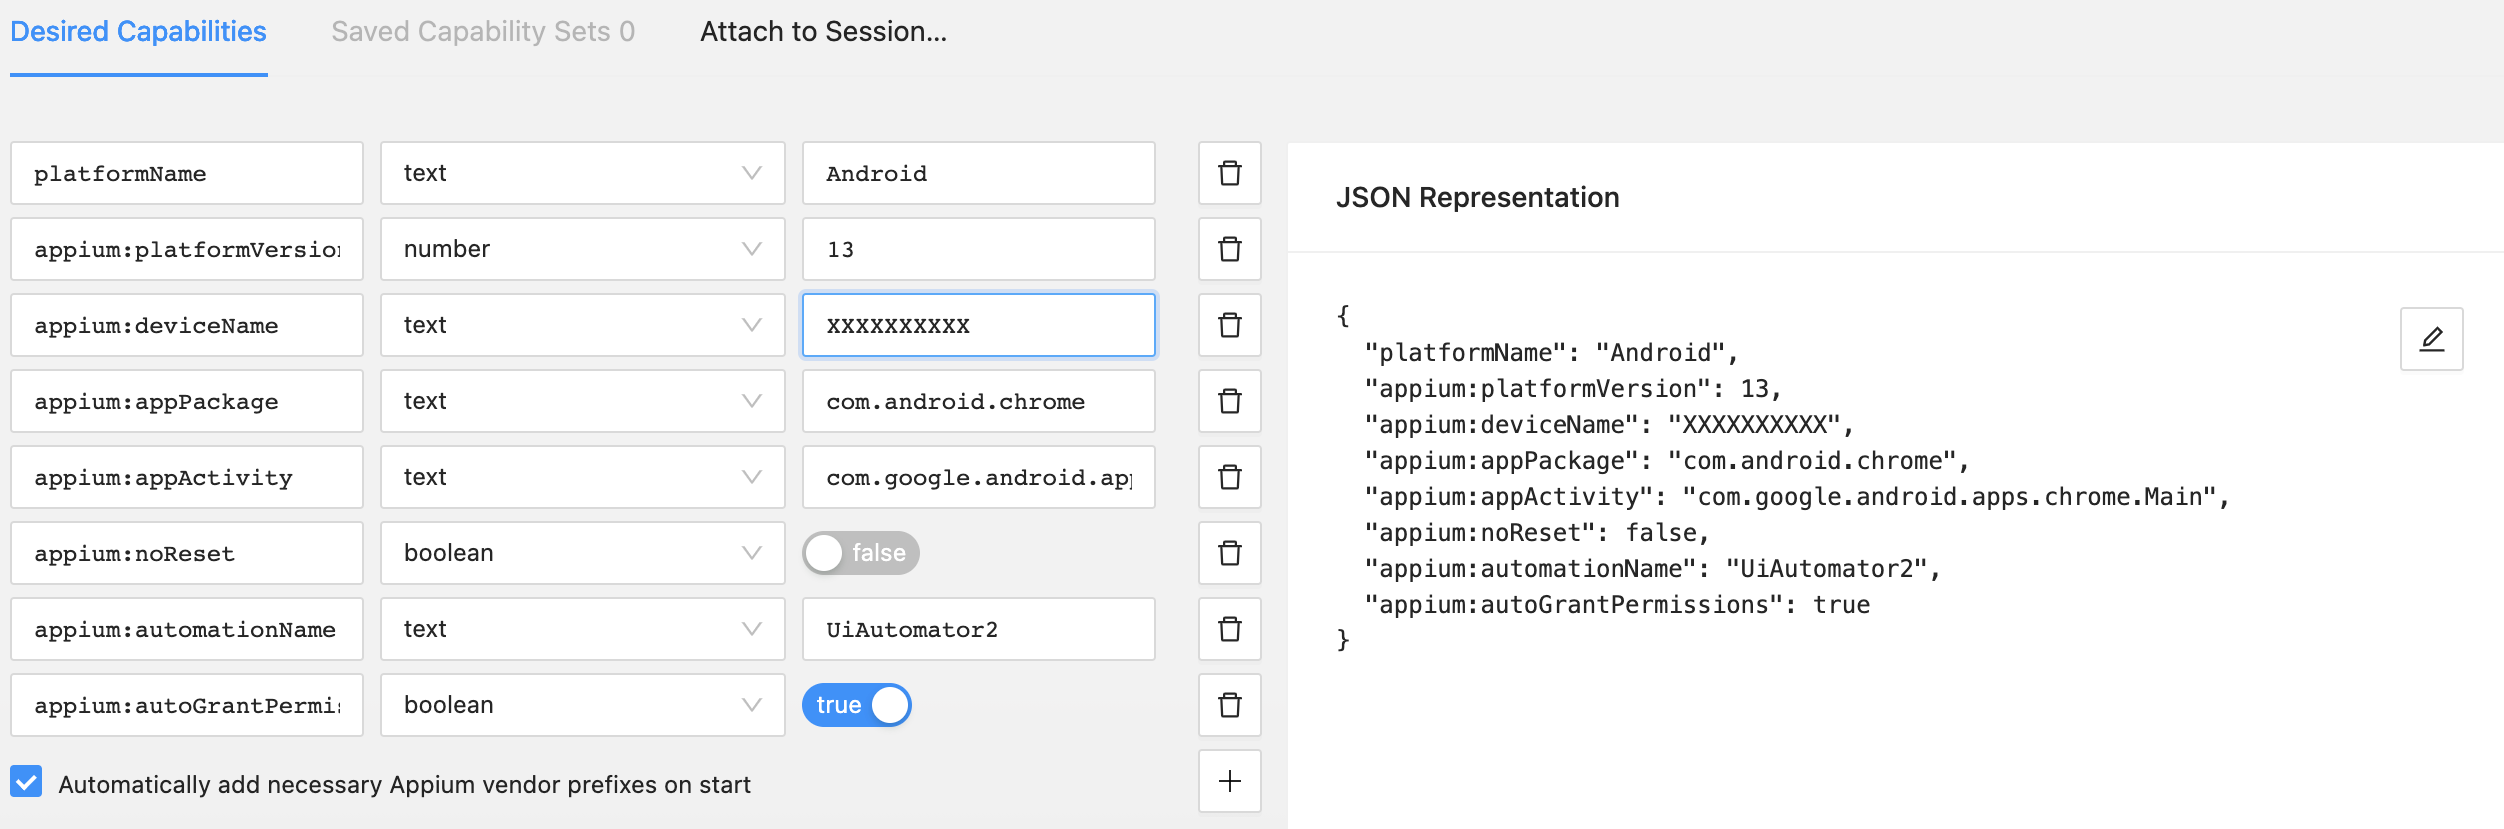 Desired Capabilities
Saved Capability Sets 0
Attach to Session...
platformName
text
Android
appium:platformVersion
number
13
appium:deviceName
text
XXXXXXXXXX
appium:appPackage
text
com.android.chrome
appium:appActivity
text
com.google.android.app
appium:noReset
boolean
false
appium:automationName
text
UiAutomator2
appium:autoGrantPermis
boolean
true
Automatically add necessary Appium vendor prefixes on start
JSON Representation
{
"platformName": "Android",
"appium:platformVersion": 13,
"appium:deviceName": "XXXXXXXXXX",
"appium:appPackage": "com.android.chrome",
"appium:appActivity": "com.google.android.apps.chrome.Main",
"appium:noReset": false,
"appium:automationName": "UiAutomator2",
"appium:autoGrantPermissions": true
}